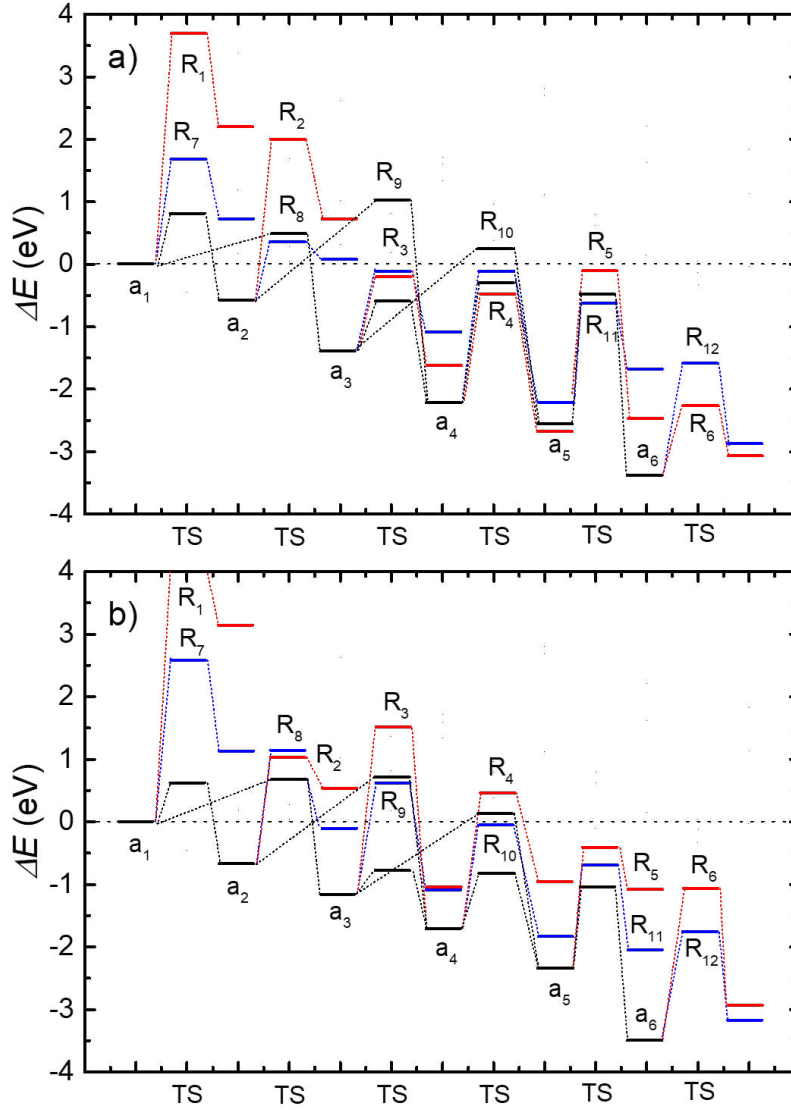 a)
4
3
2
1
0
-1
-2
-3
-4
ΔE (eV)
R1
R7
R2
R8
R9
R3
R10
R4
R5
R11
R12
R6
a1
a2
a3
a4
a5
a6
TS TS TS TS TS TS
b)
4
3
2
1
0
-1
-2
-3
-4
ΔE (eV)
R1
R7
R8
R2
R3
R9
R4
R10
R5
R11
R6
R12
a1
a2
a3
a4
a5
a6
TS TS TS TS TS TS